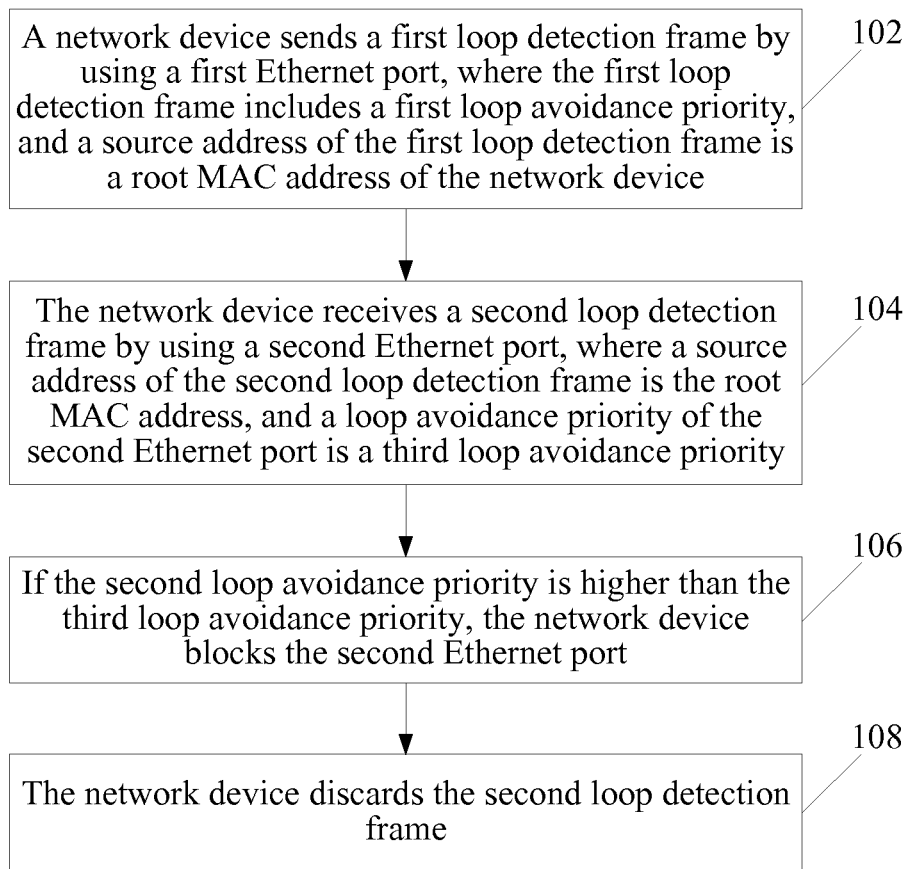 A network device sends a first loop detection frame by
using a first Ethernet port, where the first loop
detection frame includes a first loop avoidance priority,
and a source address of the first loop detection frame is
a root MAC address of the network device
102
The network device receives a second loop detection
frame by using a second Ethernet port, where a source
address of the second loop detection frame is the root
MAC address, and a loop avoidance priority of the
second Ethernet port is a third loop avoidance priority
104
If the second loop avoidance priority is higher than the
third loop avoidance priority, the network device
blocks the second Ethernet port
106
The network device discards the second loop detection
frame
108